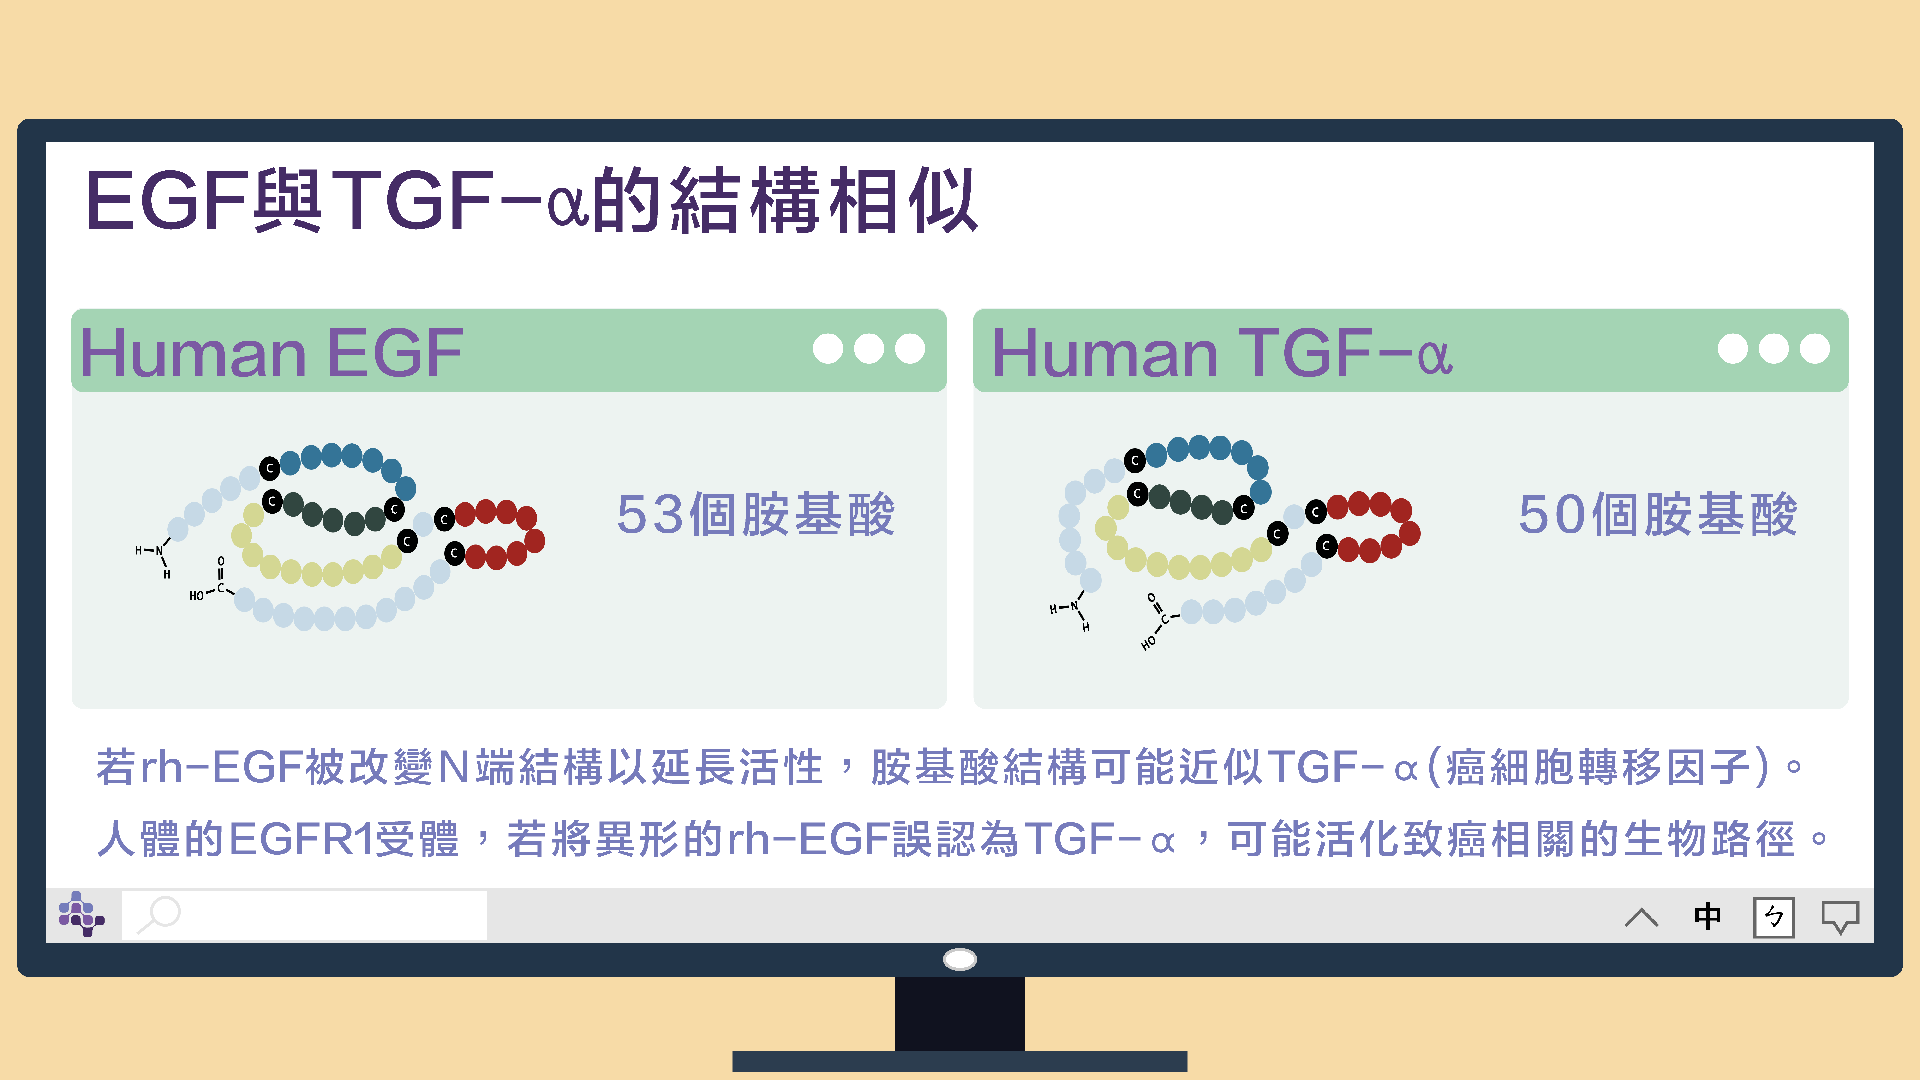 EGF與TGF-α的結構相似
Human EGF
Human TGF-α
C
C
C
C
C
C
H-N
H
O
HO
C
53個胺基酸
C
C
C
C
C
C
H-N
H
O
C
HO
50個胺基酸
若rh-EGF被改變N端結構以延長活性，胺基酸結構可能近似TGF-α(癌細胞轉移因子)。
人體的EGFR1受體，若將異形的rh-EGF誤認為TGF-α，可能活化致癌相關的生物路徑。
中
ㄅ